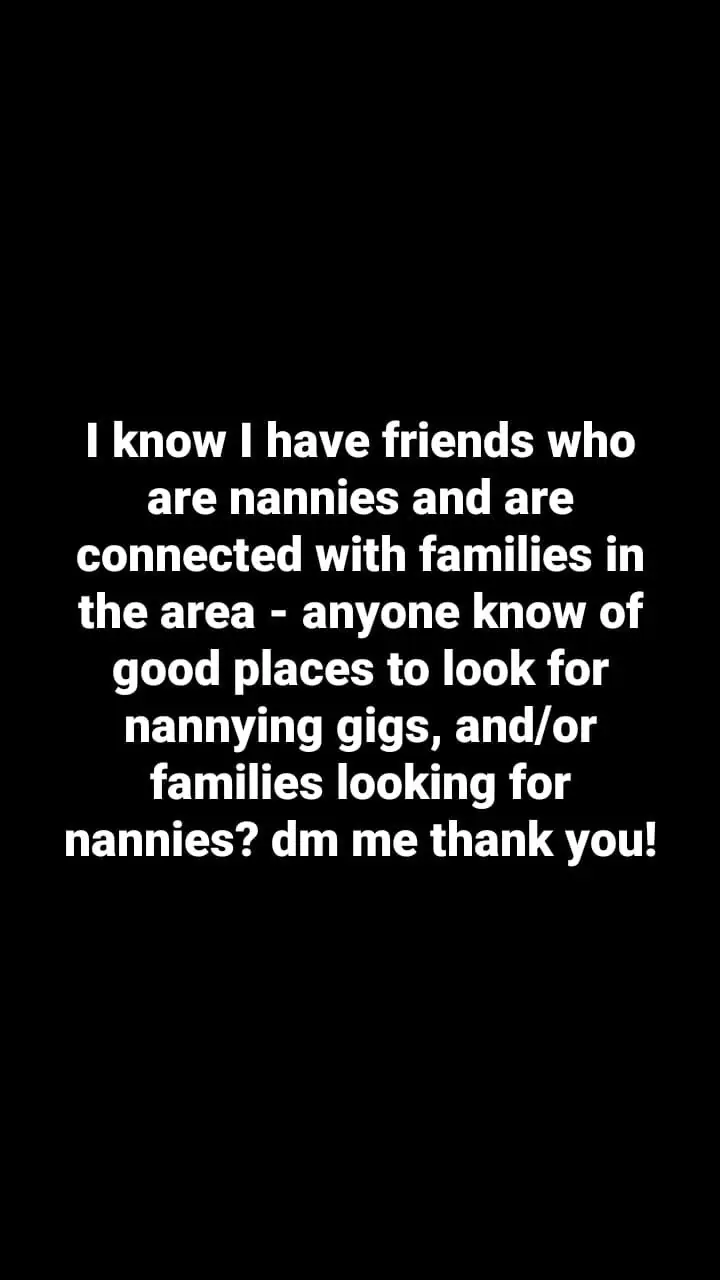 I know I have friends who
are nannies and are
connected with families in
the area - anyone know of
good places to look for
nannying gigs, and/or
families looking for
nannies? dm me thank you!